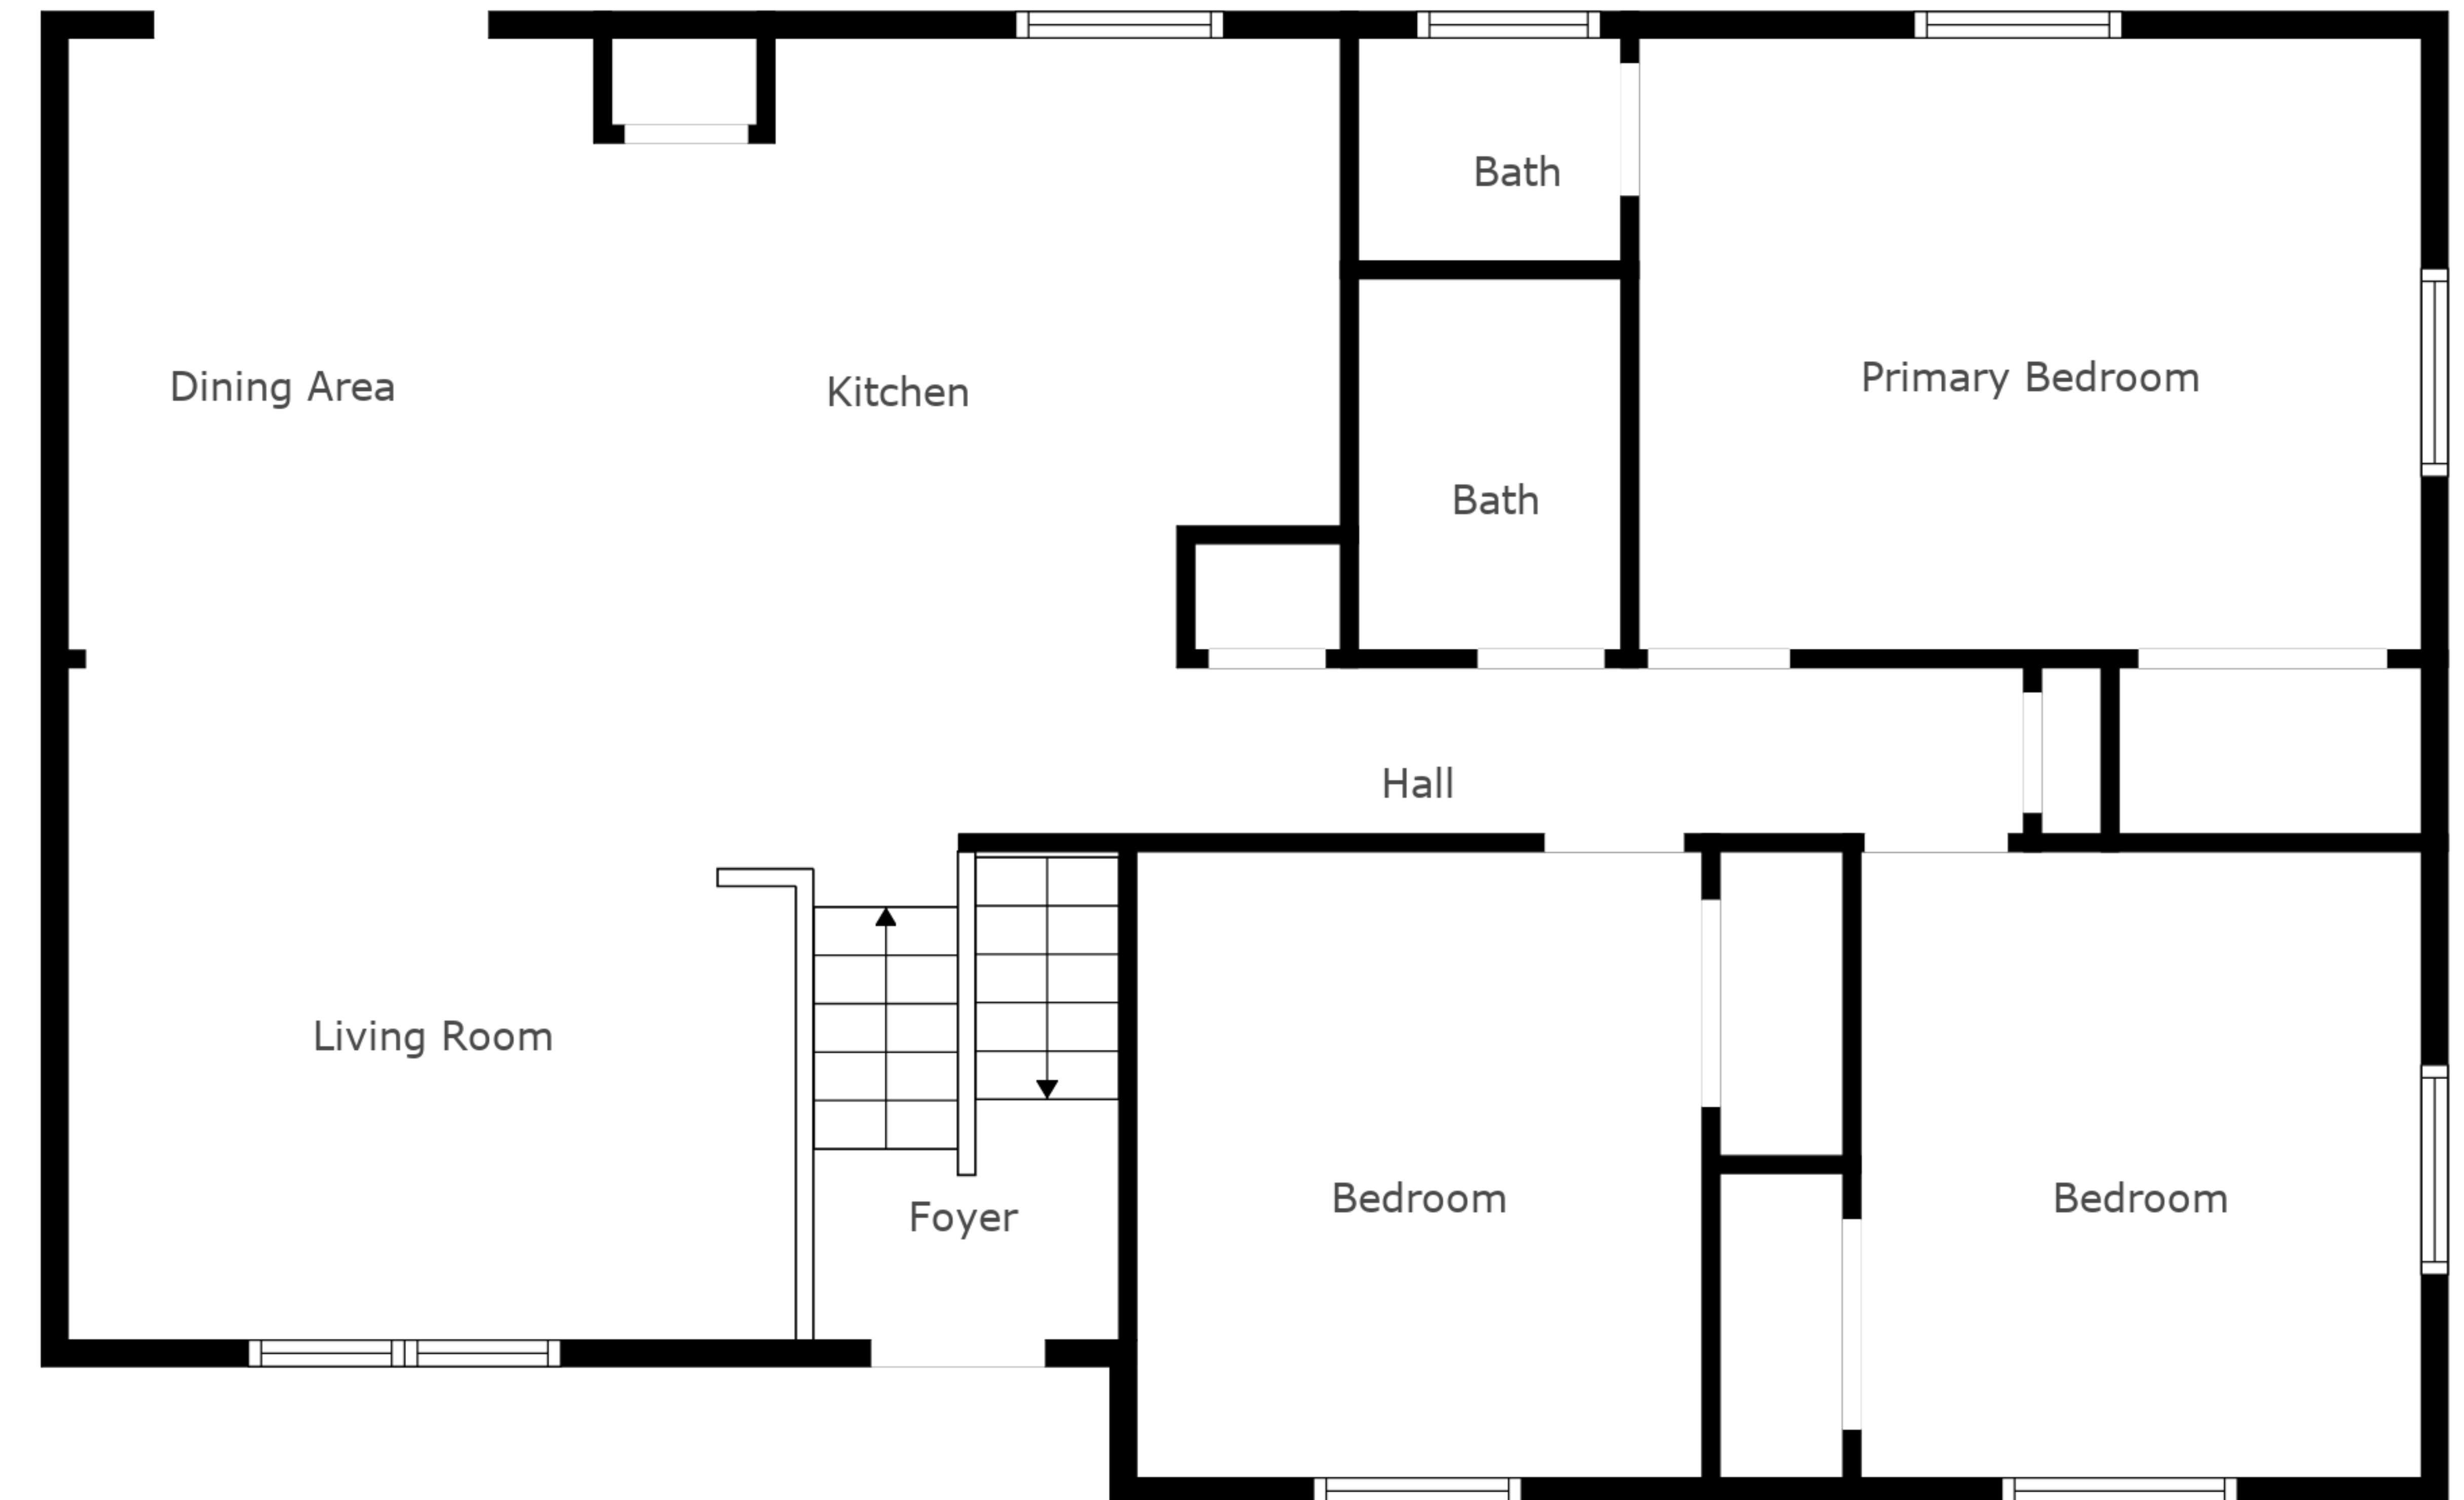 Bath
Dining Area
Kitchen
Primary Bedroom
Bath
Hall
Living Room
Foyer
Bedroom
Bedroom